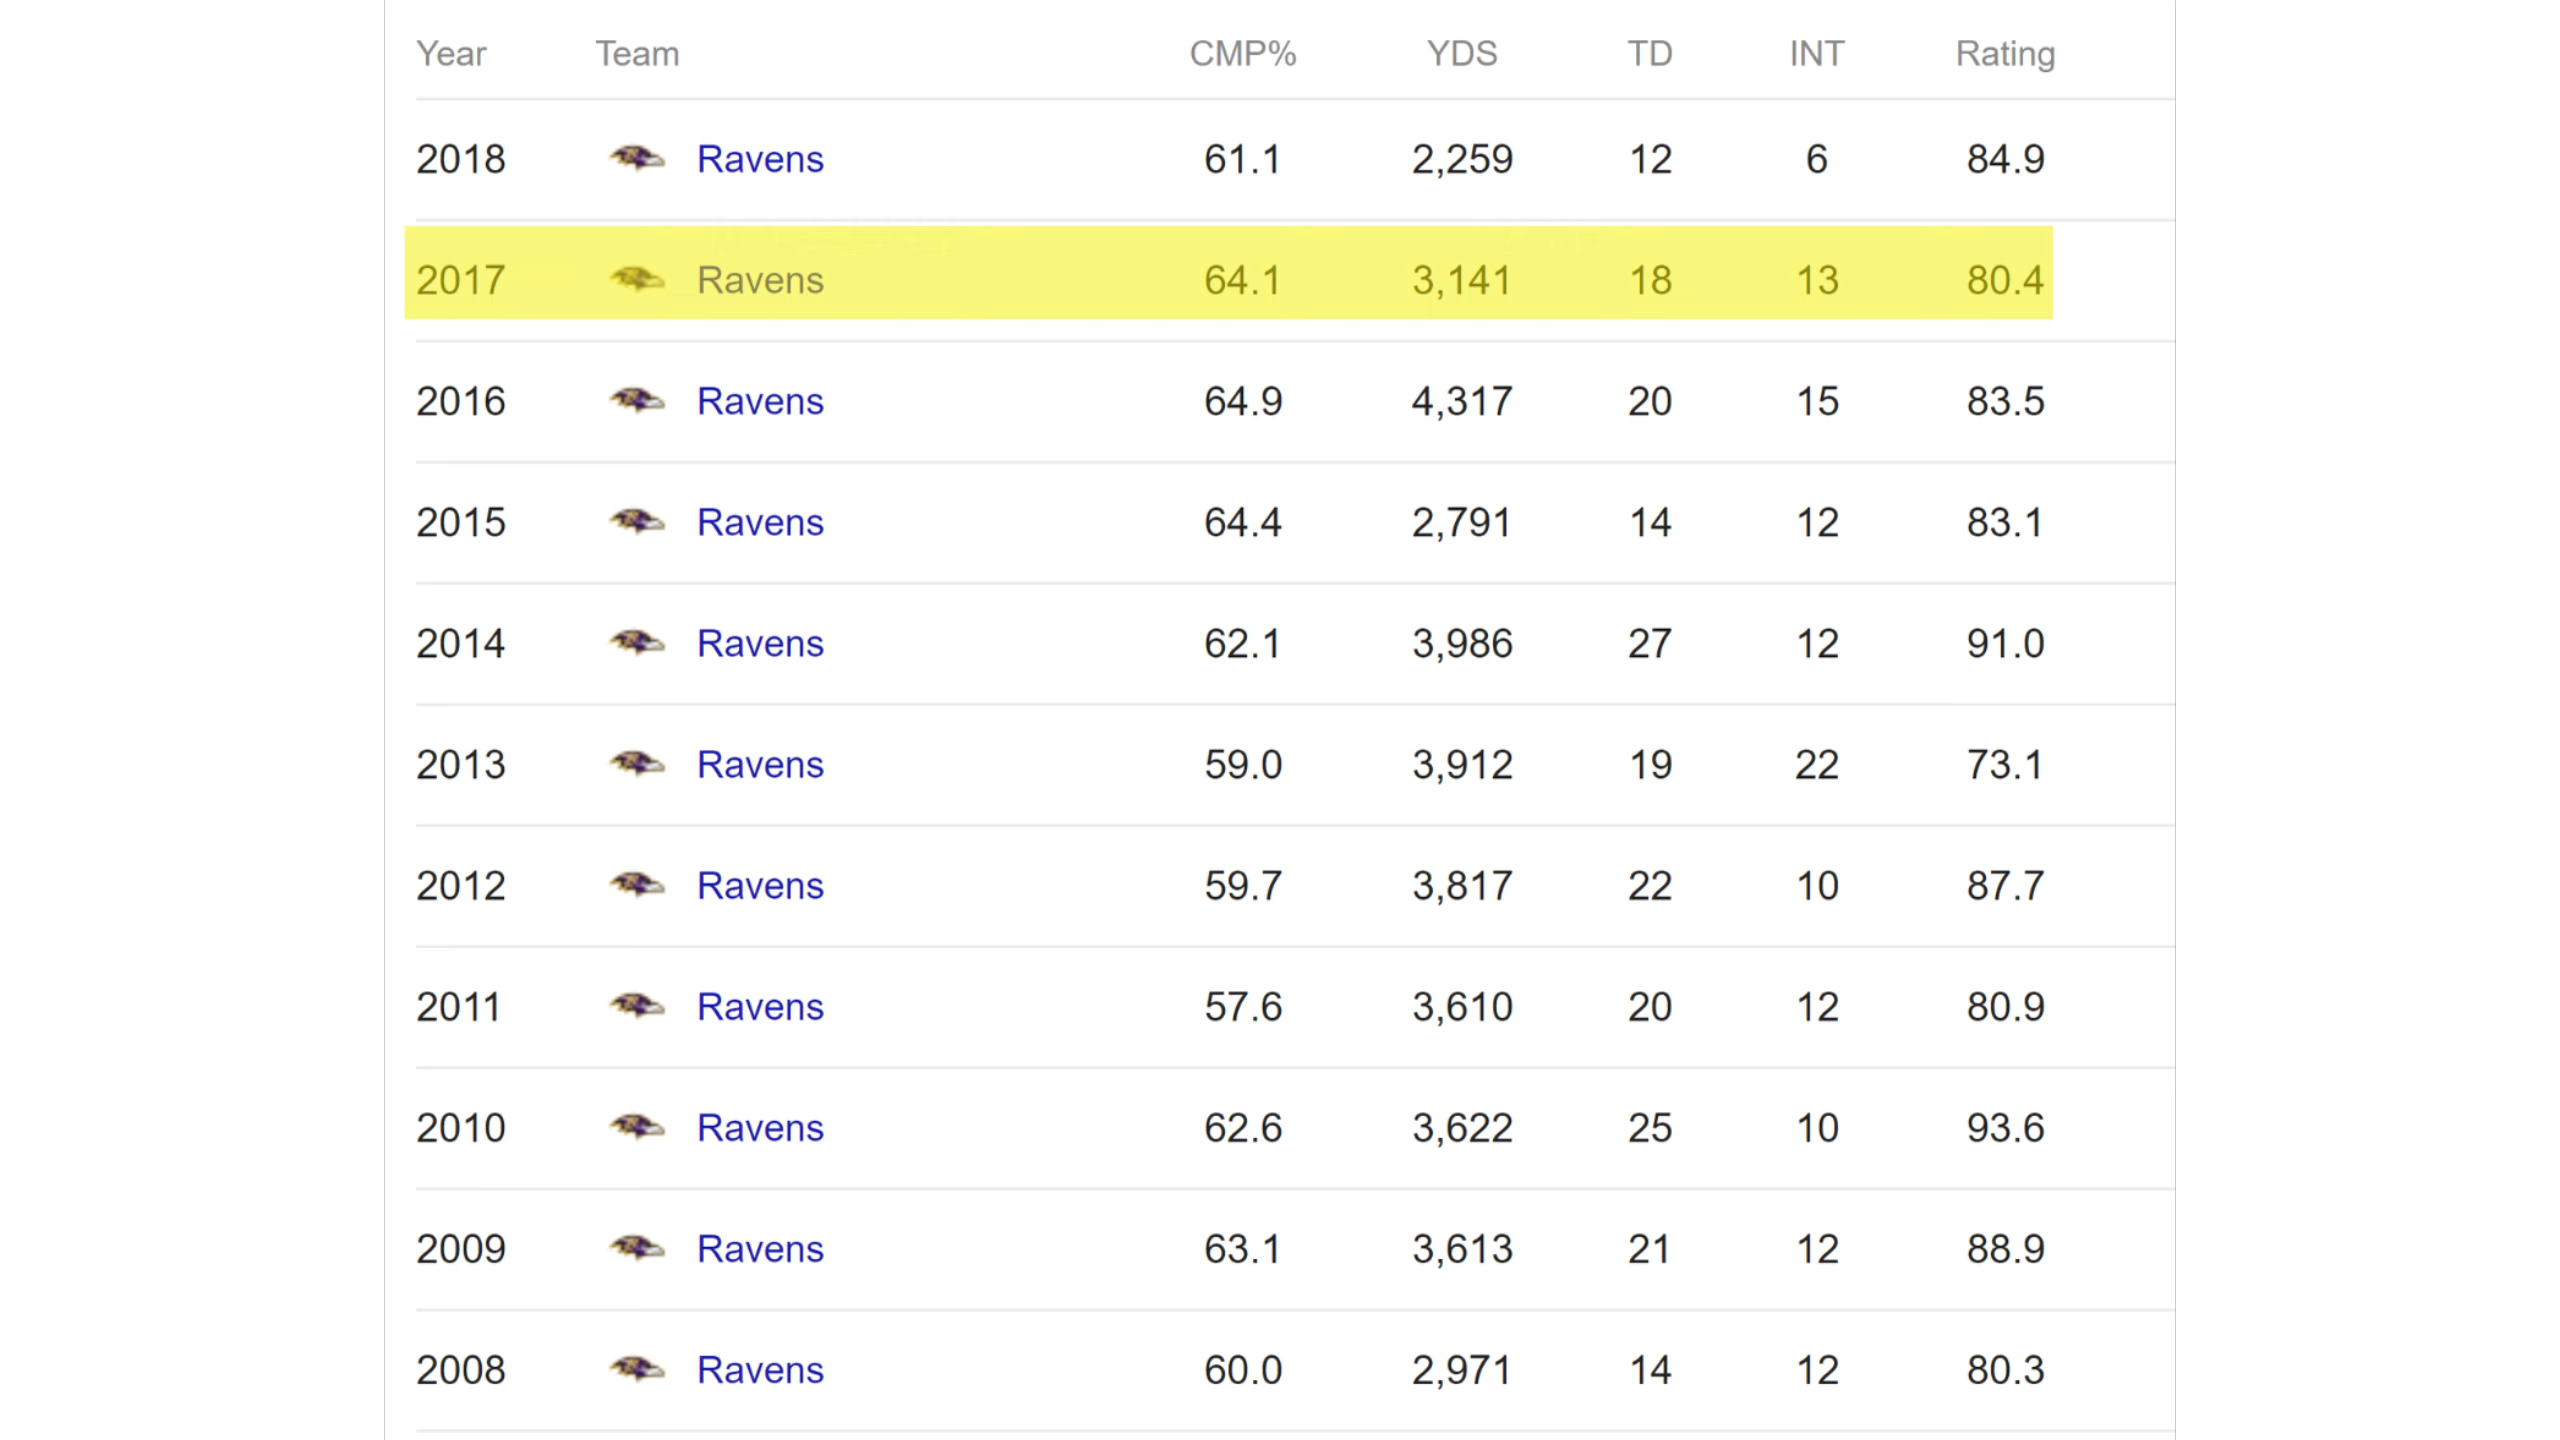 Year Team CMP% YDS TD INT Rating
2018 Ravens 61.1 2,259 12 6 84.9
2017 Ravens 64.1 3,141 18 13 80.4
2016 Ravens 64.9 4,317 20 15 83.5
2015 Ravens 64.4 2,791 14 12 83.1
2014 Ravens 62.1 3,986 27 12 91.0
2013 Ravens 59.0 3,912 19 22 73.1
2012 Ravens 59.7 3,817 22 10 87.7
2011 Ravens 57.6 3,610 20 12 80.9
2010 Ravens 62.6 3,622 25 10 93.6
2009 Ravens 63.1 3,613 21 12 88.9
2008 Ravens 60.0 2,971 14 12 80.3